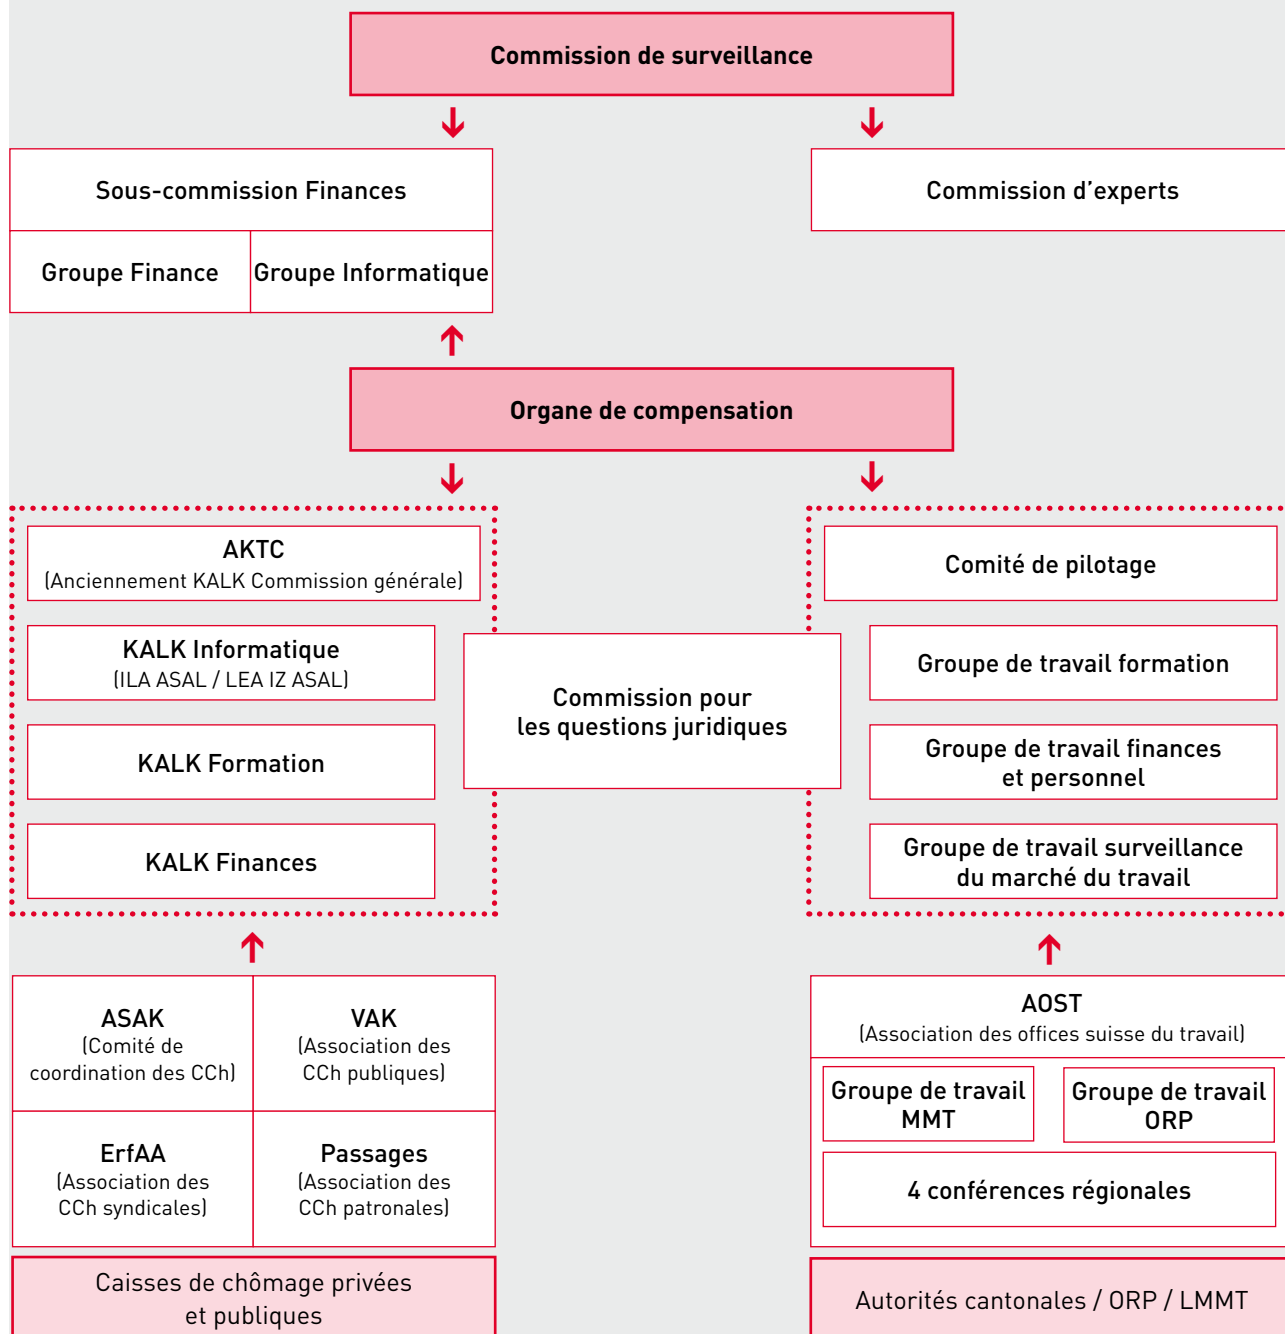 Commission de surveillance
Sous-commission Finances
Groupe Finance
Groupe Informatique
Commission d’experts
Organe de compensation
AKTC
(Anciennement KALK Commission générale)
KALK Informatique
(ILA ASAL / LEA IZ ASAL)
KALK Formation
KALK Finances
Commission pour
les questions juridiques
Comité de pilotage
Groupe de travail formation
Groupe de travail finances
et personnel
Groupe de travail surveillance
du marché du travail
ASAK
(Comité de
coordination des CCh)
VAK
(Association des
CCh publiques)
ErfAA
(Association des
CCh syndicales)
Passages
(Association des
CCh patronales)
Caisses de chômage privées
et publiques
AOST
(Association des offices suisse du travail)
Groupe de travail
MMT
Groupe de travail
ORP
4 conférences régionales
Autorités cantonales / ORP / LMMT